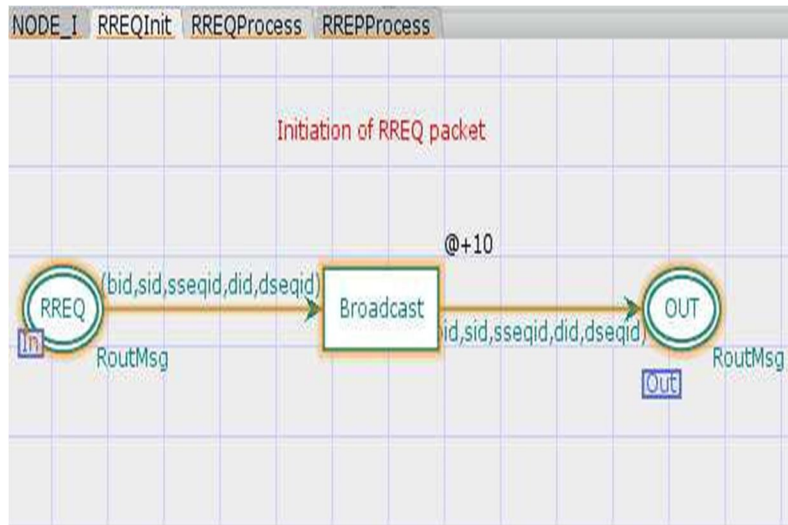 NODE_I RREQInit RREQProcess RREPProcess
Initiation of RREQ packet
@+10
(bid,sid,sseqid,did,dseqid)
RREQ
Broadcast
OUT
id,sid,sseqid,did,dseqid)
In
RoutMsg
RoutMsg
Out